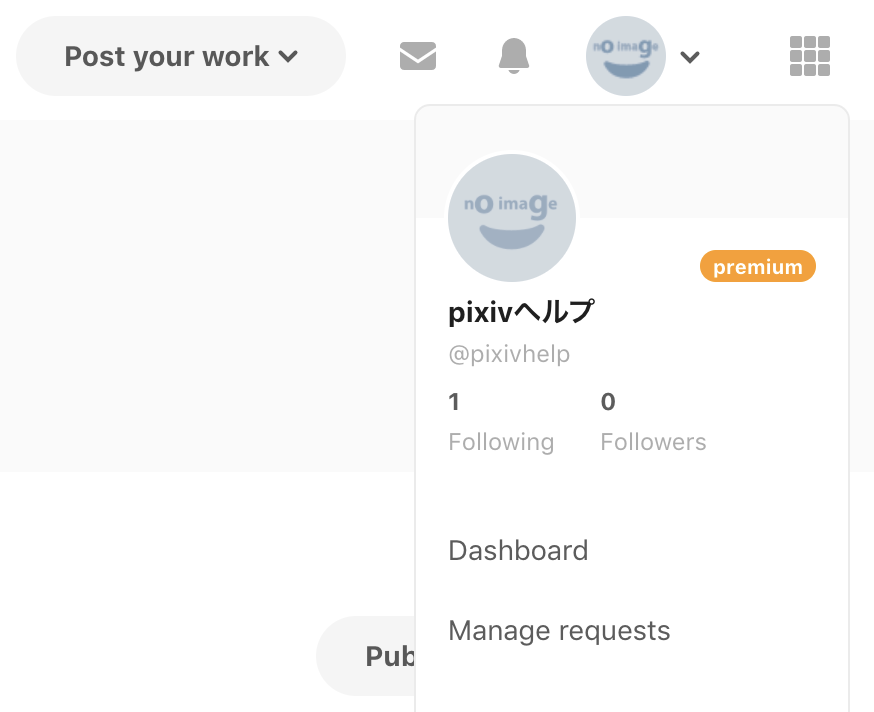 Post your work
no image
no image
premium
pixivヘルプ
@pixivhelp
1 0
Following Followers
Dashboard
Manage requests
Pub